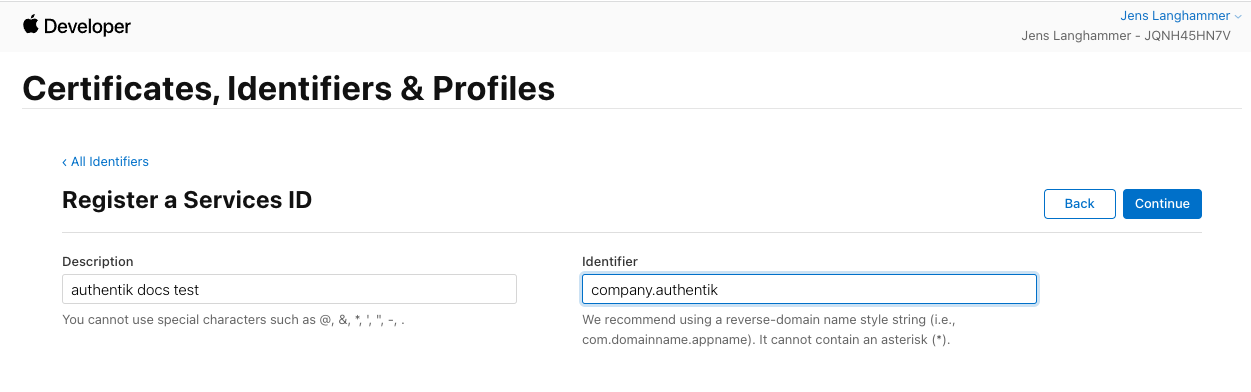 Developer
Jens Langhammer
Jens Langhammer - JQNH45HN7V
Certificates, Identifiers & Profiles
‹ All Identifiers
Register a Services ID
Back
Continue
Description
Identifier
authentik docs test
company.authentik
You cannot use special characters such as @, &, *, ', ", -, .
We recommend using a reverse-domain name style string (i.e.,
com.domainname.appname). It cannot contain an asterisk (*).